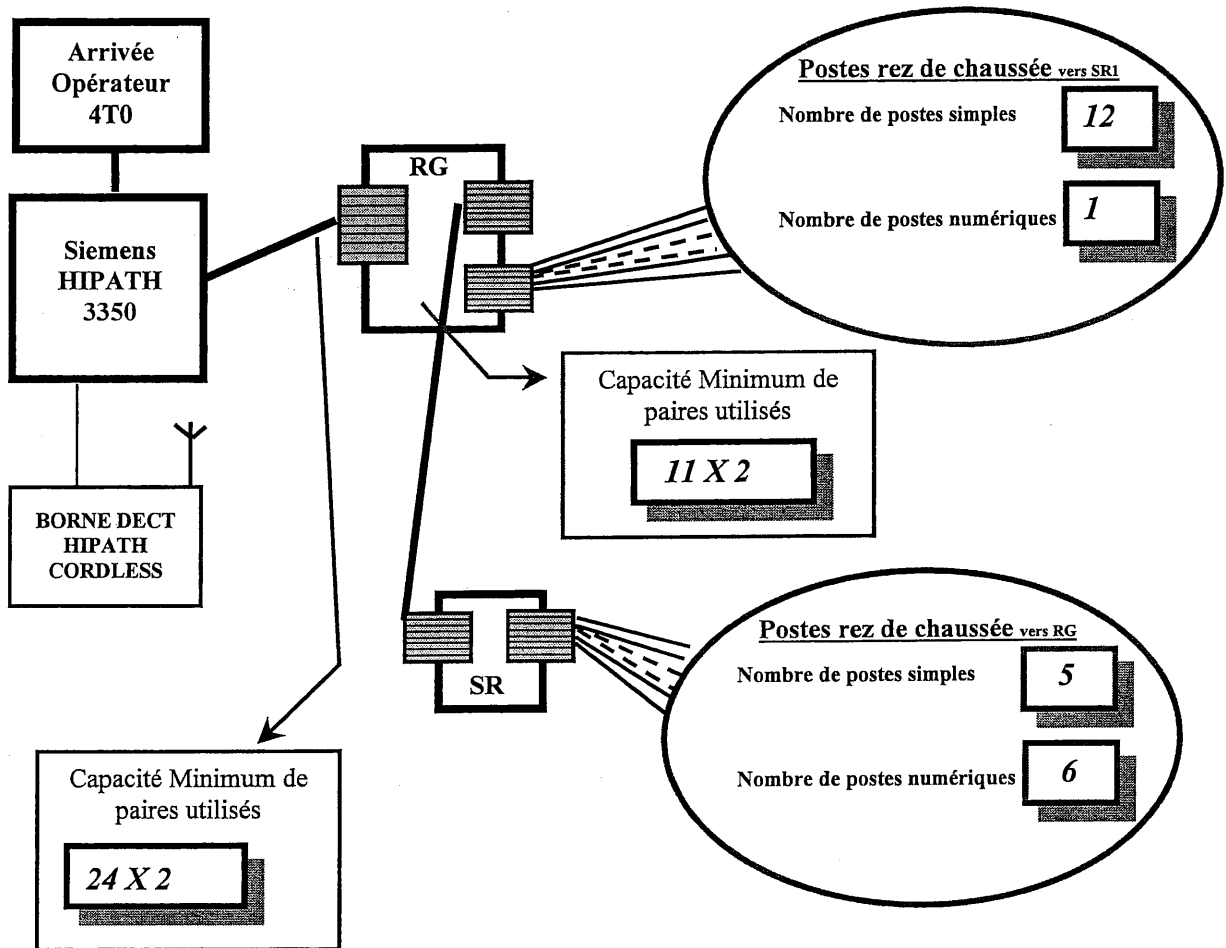 Arrivée
Opérateur
4T0
Siemens
HIPATH
3350
BORNE DECT
HIPATH
CORDLESS
RG
Postes rez de chaussée vers SR1
Nombre de postes simples
12
Nombre de postes numériques
1
Capacité Minimum de
paires utilisés
11 X 2
SR
Postes rez de chaussée vers RG
Nombre de postes simples
5
Nombre de postes numériques
6
Capacité Minimum de
paires utilisés
24 X 2